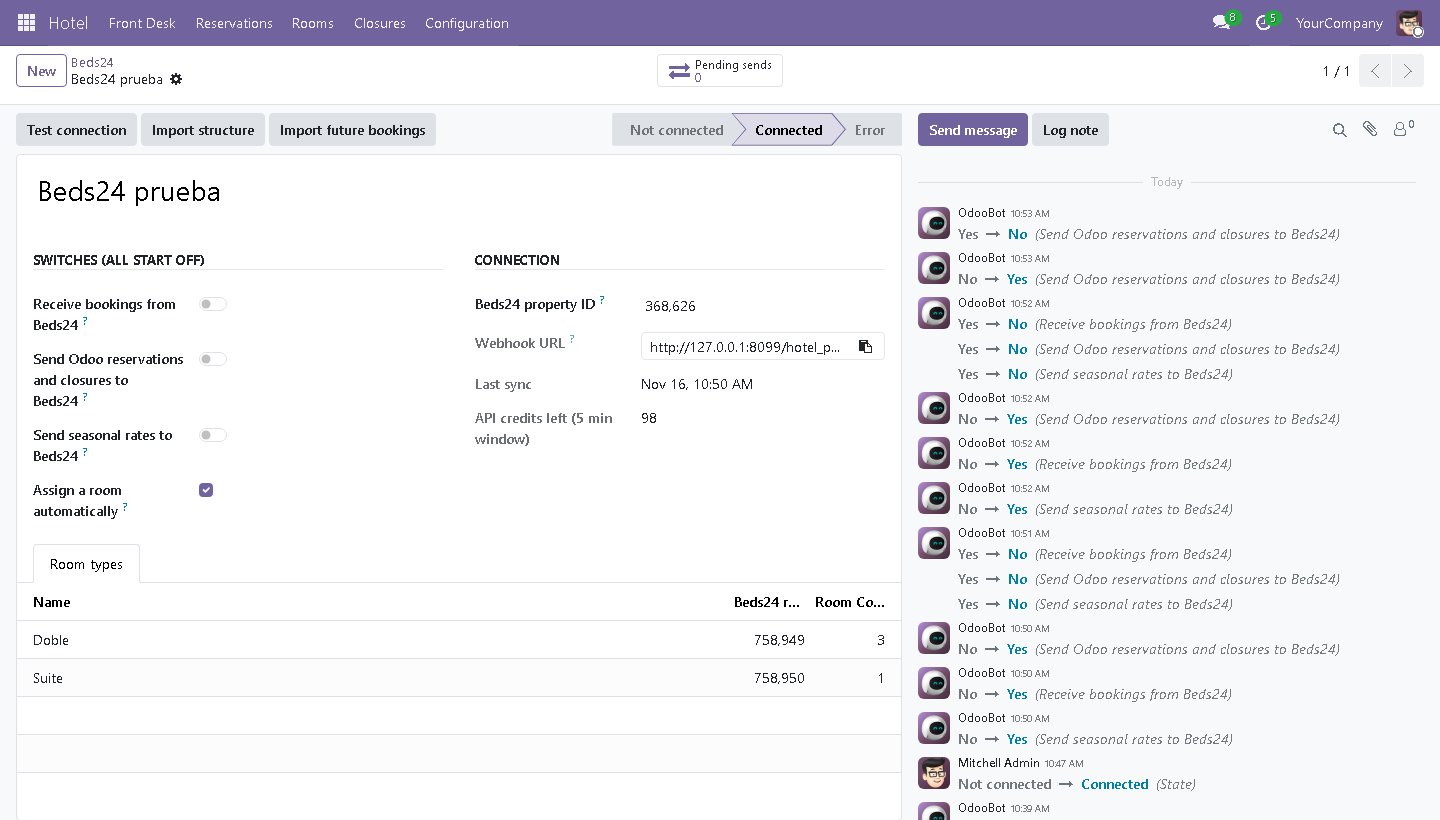 Hotel Front Desk Reservations Rooms Closures Configuration 8 5 YourCompany
New
Beds24
Beds24 prueba
Pending sends
0
1 / 1
Test connection Import structure Import future bookings
Not connected Connected Error
Send message Log note
0
Beds24 prueba
SWITCHES (ALL START OFF)
Receive bookings from
Beds24 ?
Send Odoo reservations
and closures to
Beds24 ?
Send seasonal rates to
Beds24 ?
Assign a room
automatically ?
CONNECTION
Beds24 property ID ? 368,626
Webhook URL ? http://127.0.0.1:8099/hotel_p...
Last sync Nov 16, 10:50 AM
API credits left (5 min
window) 98
Room types
Name Beds24 r... Room Co...
Doble 758,949 3
Suite 758,950 1
Today
OdooBot 10:53 AM
Yes → No (Send Odoo reservations and closures to Beds24)
OdooBot 10:53 AM
No → Yes (Send Odoo reservations and closures to Beds24)
OdooBot 10:52 AM
Yes → No (Receive bookings from Beds24)
Yes → No (Send Odoo reservations and closures to Beds24)
Yes → No (Send seasonal rates to Beds24)
OdooBot 10:52 AM
No → Yes (Send Odoo reservations and closures to Beds24)
OdooBot 10:52 AM
No → Yes (Receive bookings from Beds24)
OdooBot 10:52 AM
No → Yes (Send seasonal rates to Beds24)
OdooBot 10:51 AM
Yes → No (Receive bookings from Beds24)
Yes → No (Send Odoo reservations and closures to Beds24)
Yes → No (Send seasonal rates to Beds24)
OdooBot 10:50 AM
No → Yes (Send Odoo reservations and closures to Beds24)
OdooBot 10:50 AM
No → Yes (Receive bookings from Beds24)
OdooBot 10:50 AM
No → Yes (Send seasonal rates to Beds24)
Mitchell Admin 10:47 AM
Not connected → Connected (State)
OdooBot 10:39 AM